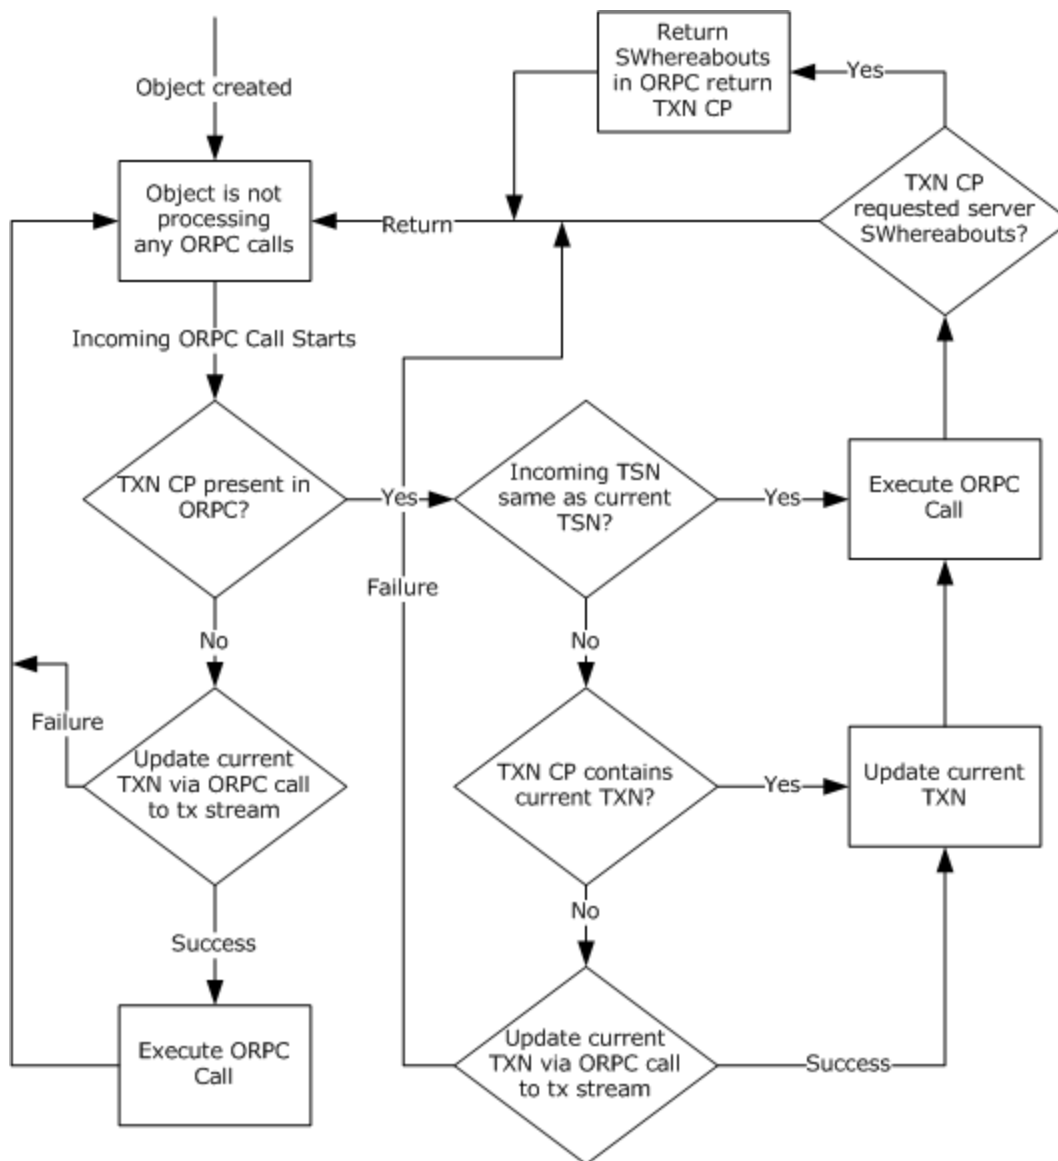 Return
SWhereabouts
in ORPC return
TXN CP
Yes
Object created
Object is not
processing
any ORPC calls
Return
TXN CP
requested server
SWhereabouts?
Incoming ORPC Call Starts
TXN CP present in
ORPC?
Yes
Incoming TSN
same as current
TSN?
Yes
Execute ORPC
Call
Failure
No
No
Failure
Update current
TXN via ORPC call
to tx stream
TXN CP contains
current TXN?
Yes
Update current
TXN
No
Success
Execute ORPC
Call
Update current
TXN via ORPC call
to tx stream
Success